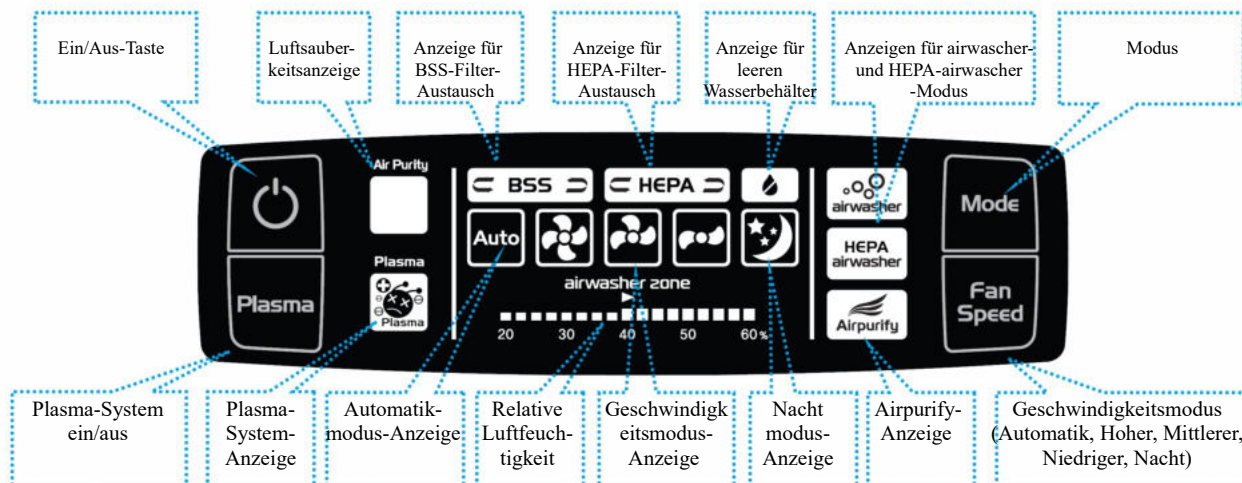 Ein/Aus-Taste
Luftsauber-
keitsanzeige
Anzeige für
BSS-Filter-
Austausch
Anzeige für
HEPA-Filter-
Austausch
Anzeige für
leeren
Wasserbehälter
Anzeigen für airwascher-
und HEPA-airwascher
-Modus
Modus
Air Purity
BSS
HEPA
airwasher
Mode
Auto
HEPA
airwasher
Plasma
Plasma
Plasma
airwasher zone
20 30 40 50 60 %
Airpurify
Fan
Speed
Plasma-System
ein/aus
Plasma-
System-
Anzeige
Automatik-
modus-Anzeige
Relative
Luftfeuch-
tigkeit
Geschwindigk
eitsmodus-
Anzeige
Nacht
modus-
Anzeige
Airpurify-
Anzeige
Geschwindigkeitsmodus
(Automatik, Hoher, Mittlerer,
Niedriger, Nacht)